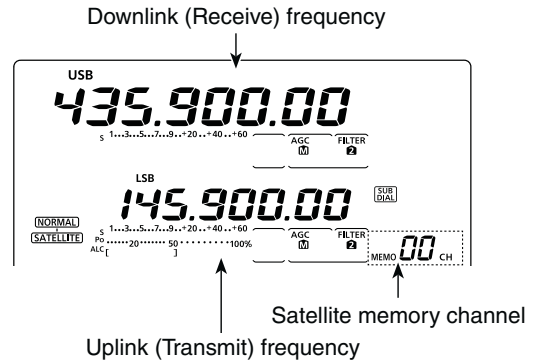 Downlink (Receive) frequency
USB
435.900.00
S 1...3...5...7...9..+20..+40..+60
AGC FILTER
M 2
LSB
145.900.00
SUB DIAL
NORMAL
SATELLITE
S 1...3...5...7...9..+20..+40..+60
Po ······20······· 50 ··········100%
ALC [ ]
AGC FILTER
M 2
MEMO 00 CH
Satellite memory channel
Uplink (Transmit) frequency